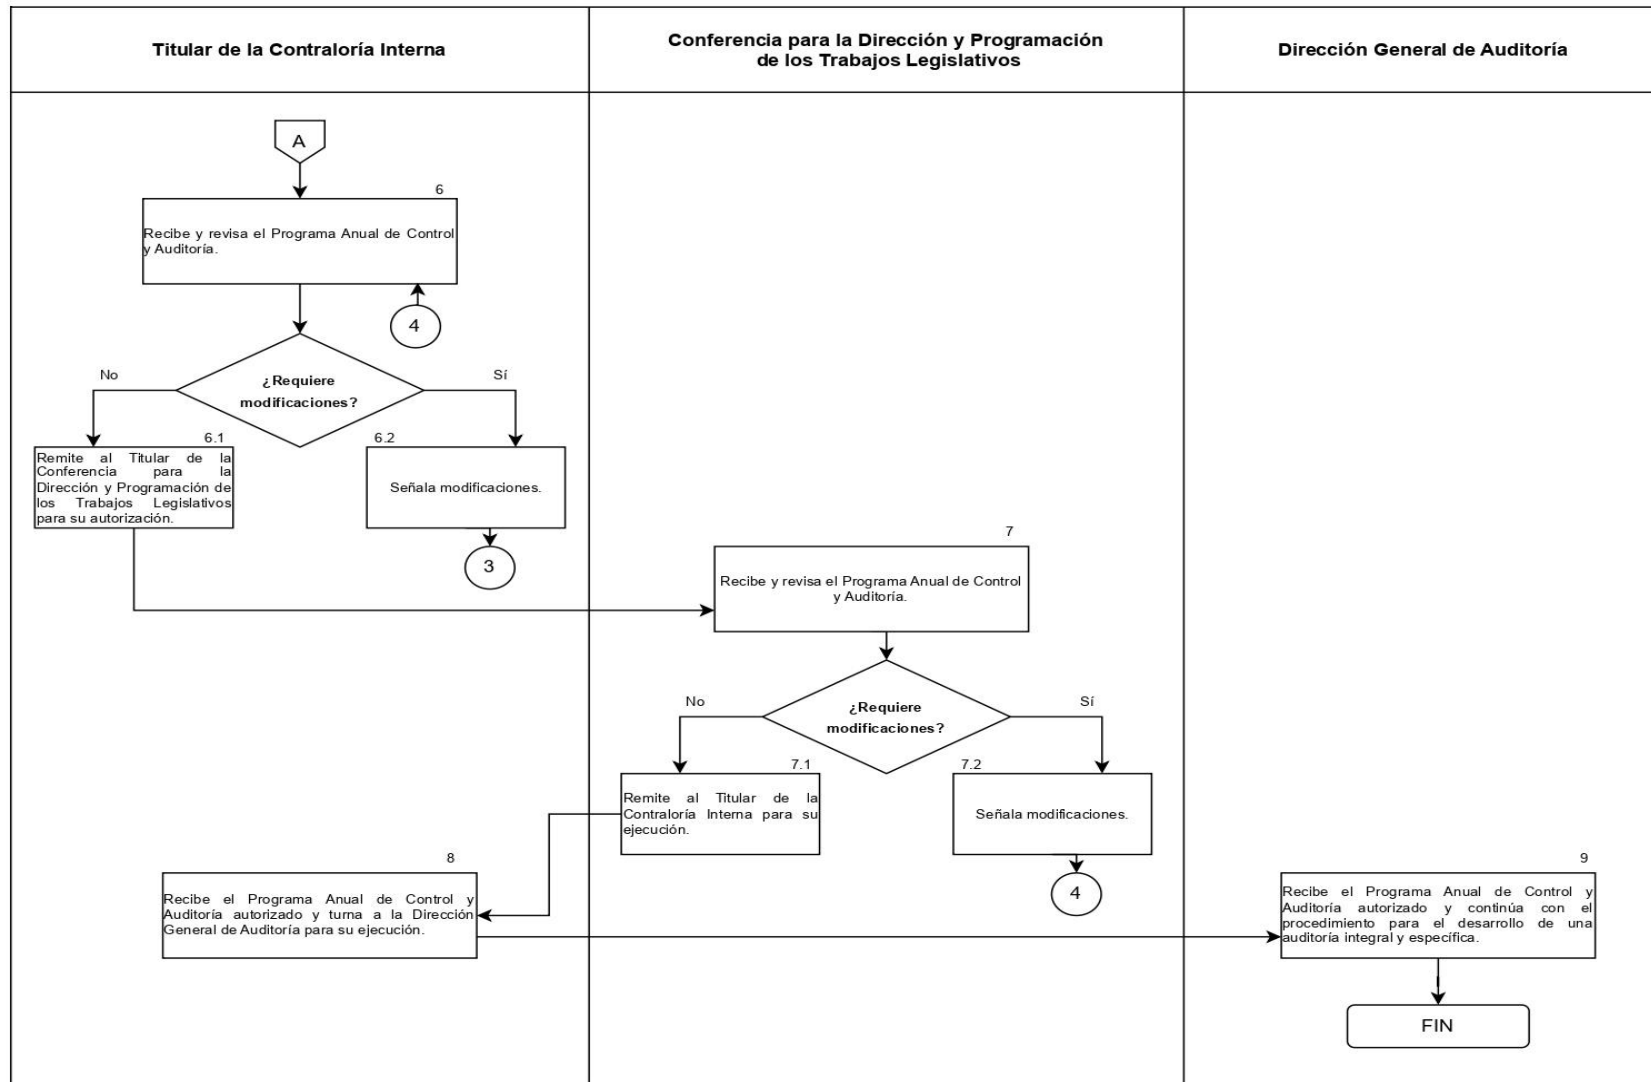 Titular de la Contraloría Interna
Conferencia para la Dirección y Programación
de los Trabajos Legislativos
Dirección General de Auditoría
A
6
Recibe y revisa el Programa Anual de Control
y Auditoría.
4
¿Requiere
modificaciones?
No
Sí
6.1
Remite al Titular de la
Conferencia para la
Dirección y Programación de
los Trabajos Legislativos
para su autorización.
6.2
Señala modificaciones.
3
7
Recibe y revisa el Programa Anual de Control
y Auditoría.
¿Requiere
modificaciones?
No
Sí
7.1
Remite al Titular de la
Contraloría Interna para su
ejecución.
7.2
Señala modificaciones.
4
8
Recibe el Programa Anual de Control y
Auditoría autorizado y turna a la Dirección
General de Auditoría para su ejecución.
9
Recibe el Programa Anual de Control y
Auditoría autorizado y continúa con el
procedimiento para el desarrollo de una
auditoría integral y específica.
FIN